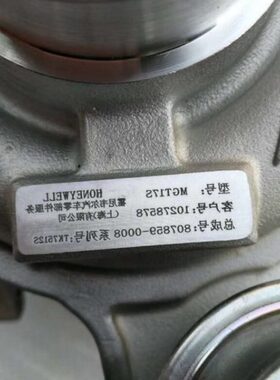 型号: MGT17S
客户号: 10278578
总成号: 807859-0008 系列号: TK7512S
HONEYWELL
霍尼韦尔汽车零部件服务
(上海)有限公司